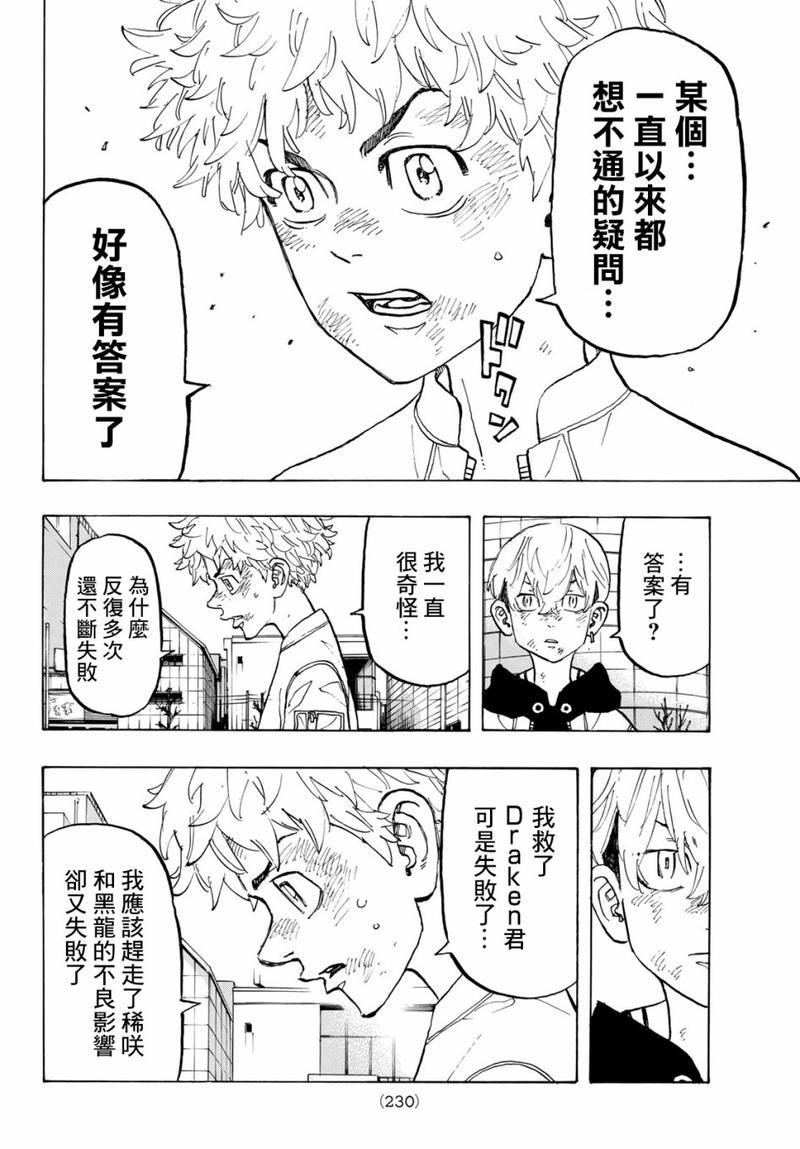 某個…
一直以來都
想不通的疑問…
ドクン
好像有答案了
…有
答案了?
我一直
很奇怪…
為什麼
反復多次
還不斷失敗
我救了
Draken君
可是失敗了…
我應該趕走了稀咲
和黑龍的不良影響
卻又失敗了
(230)